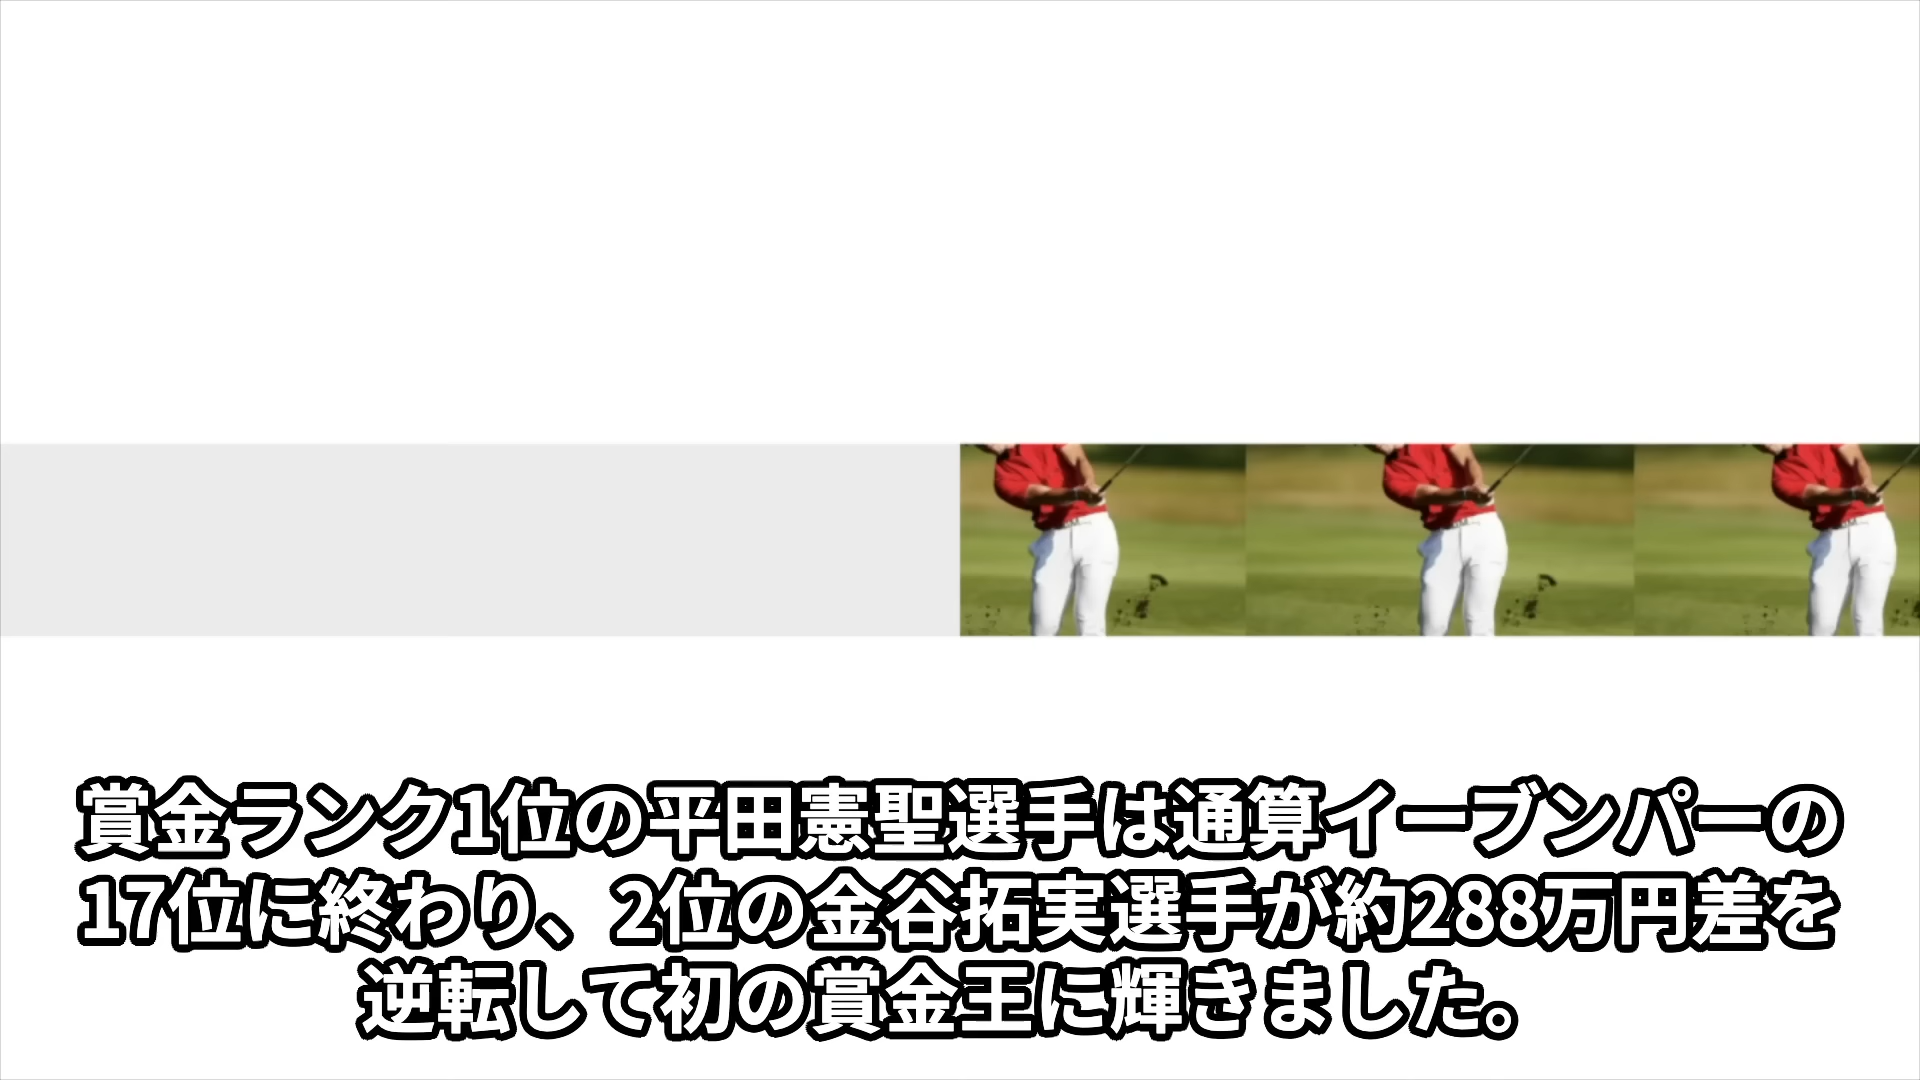 賞金ランク1位の平田憲聖選手は通算イーブンパーの
17位に終わり、2位の金谷拓実選手が約288万円差を
逆転して初の賞金王に輝きました。